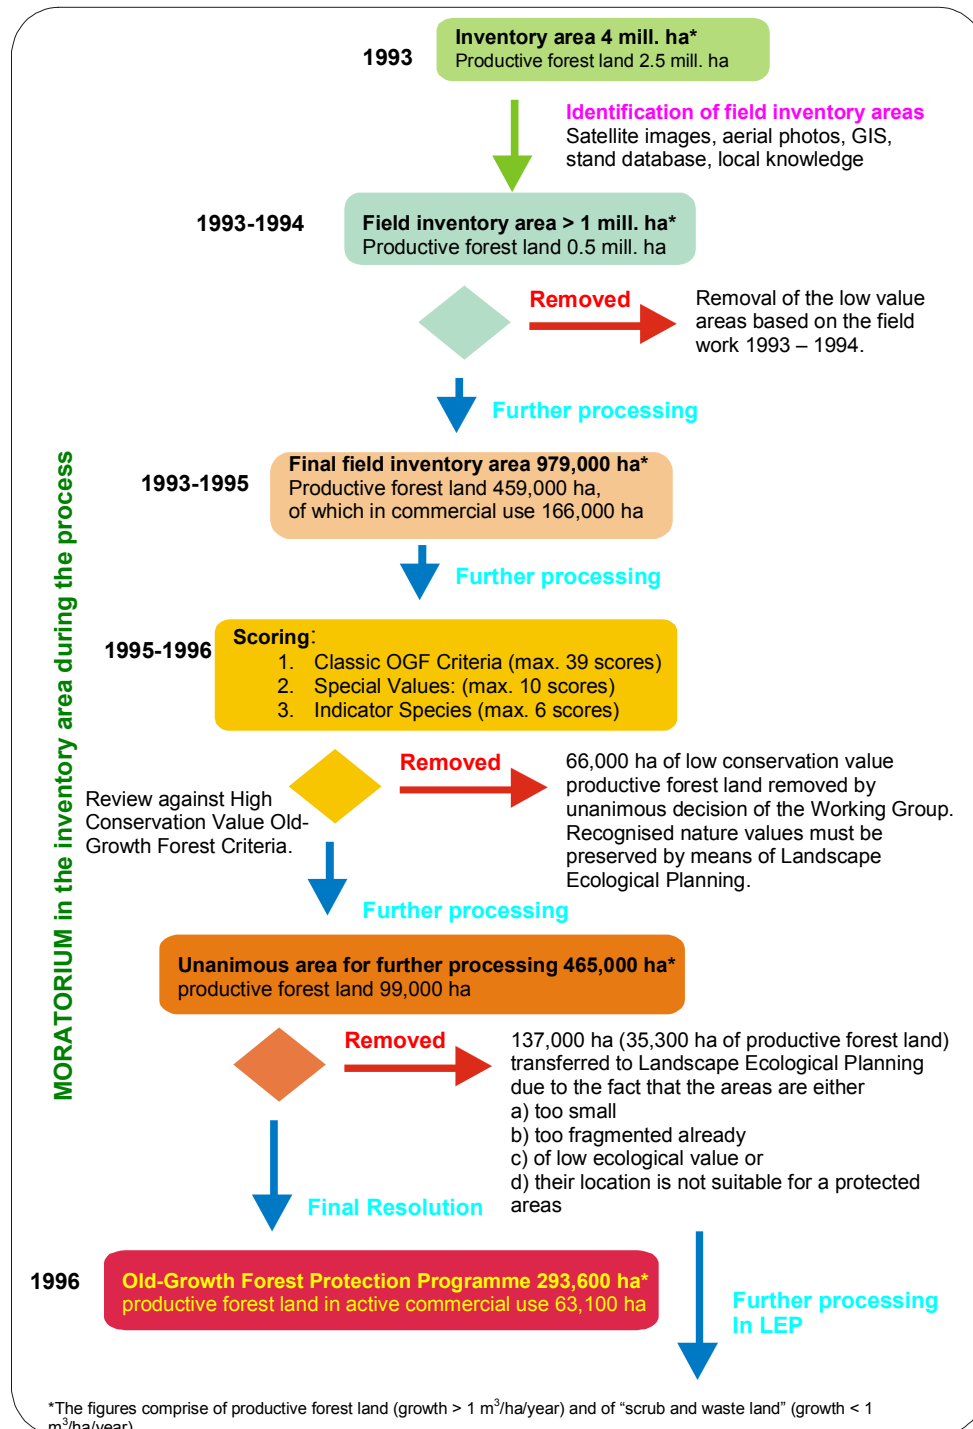 1993
Inventory area 4 mill. ha*
Productive forest land 2.5 mill. ha
Identification of field inventory areas
Satellite images, aerial photos, GIS,
stand database, local knowledge
1993-1994
Field inventory area > 1 mill. ha*
Productive forest land 0.5 mill. ha
Removed
Removal of the low value
areas based on the field
work 1993 – 1994.
Further processing
MORATORIUM in the inventory area during the process
1993-1995
Final field inventory area 979,000 ha*
Productive forest land 459,000 ha,
of which in commercial use 166,000 ha
Further processing
1995-1996
Scoring:
1. Classic OGF Criteria (max. 39 scores)
2. Special Values: (max. 10 scores)
3. Indicator Species (max. 6 scores)
Removed
66,000 ha of low conservation value
productive forest land removed by
unanimous decision of the Working Group.
Recognised nature values must be
preserved by means of Landscape
Ecological Planning.
Review against High
Conservation Value Old-
Growth Forest Criteria.
Further processing
Unanimous area for further processing 465,000 ha*
productive forest land 99,000 ha
Removed
137,000 ha (35,300 ha of productive forest land)
transferred to Landscape Ecological Planning
due to the fact that the areas are either
a) too small
b) too fragmented already
c) of low ecological value or
d) their location is not suitable for a protected
areas
Final Resolution
1996
Old-Growth Forest Protection Programme 293,600 ha*
productive forest land in active commercial use 63,100 ha
Further processing
In LEP
*The figures comprise of productive forest land (growth > 1 m³/ha/year) and of “scrub and waste land” (growth < 1
m³/ha/year)